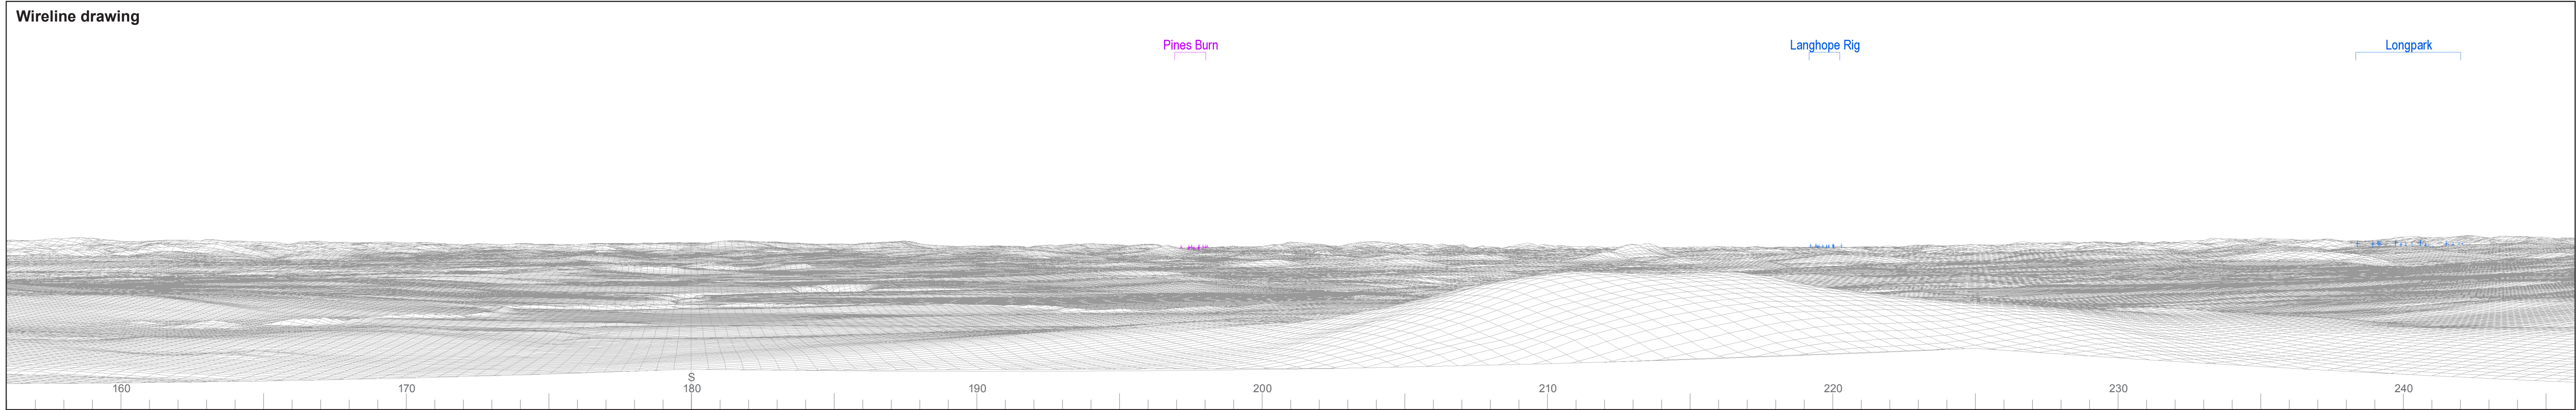 Wireline drawing
Pines Burn
Langhope Rig
Longpark
S
160
170
180
190
200
210
220
230
240